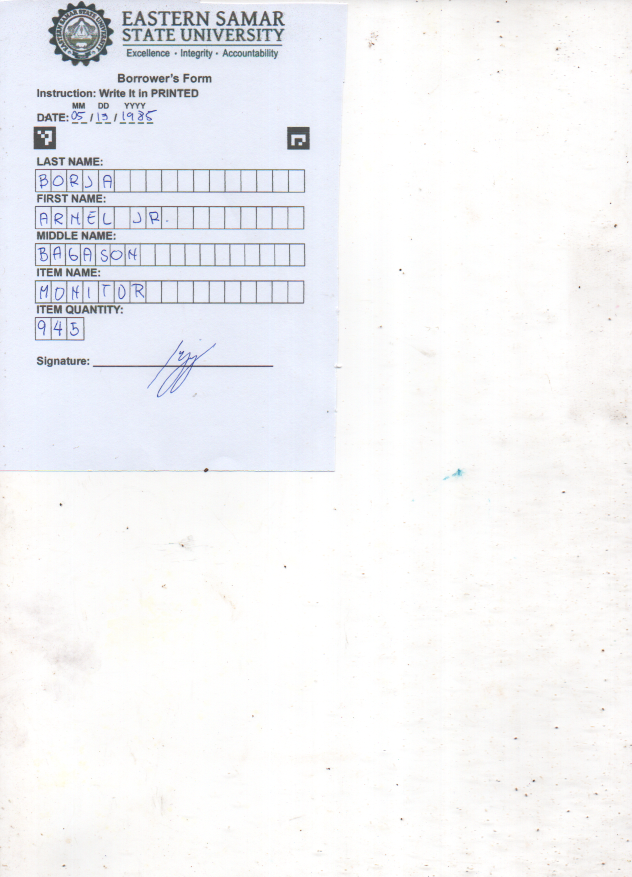 EASTERN SAMAR
STATE UNIVERSITY
Excellence · Integrity · Accountability
Borrower's Form
Instruction: Write It in PRINTED
MM DD YYYY
DATE: 05 / 13 / 1985
LAST NAME:
BORJA
FIRST NAME:
ARNEL JR.
MIDDLE NAME:
BAGASON
ITEM NAME:
MONITOR
ITEM QUANTITY:
945
Signature: